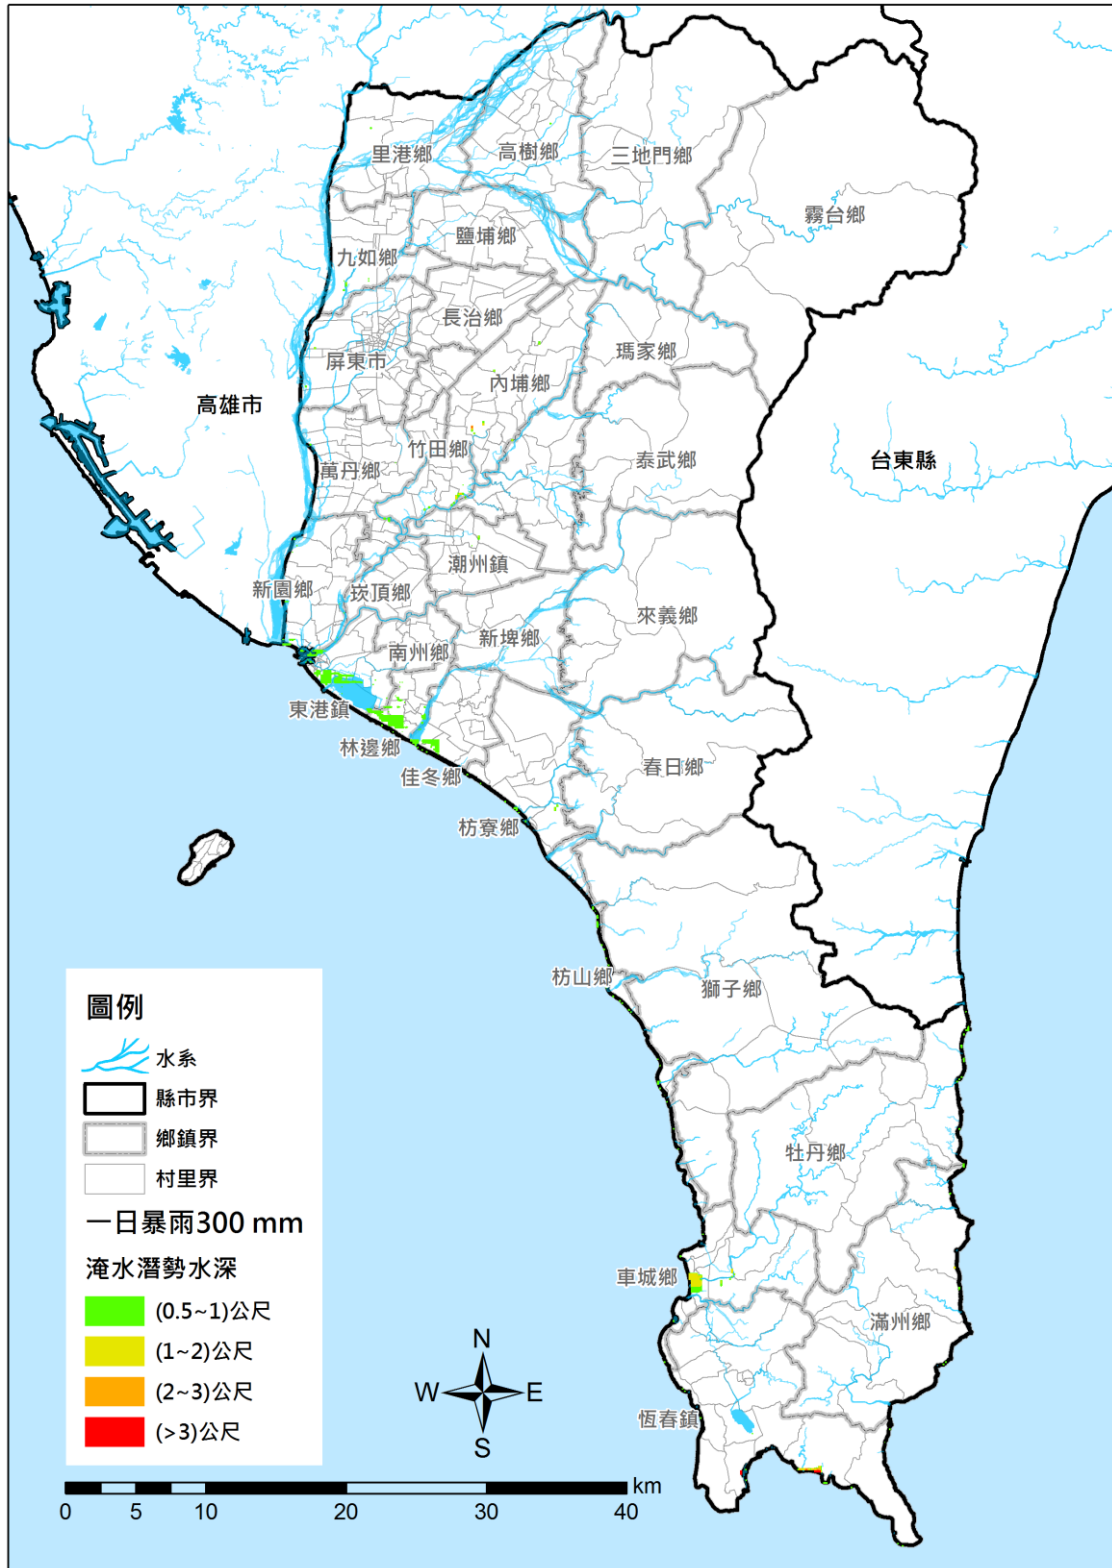 里港鄉
高樹鄉
三地門鄉
霧台鄉
鹽埔鄉
九如鄉
長治鄉
屏東市
瑪家鄉
內埔鄉
高雄市
竹田鄉
泰武鄉
台東縣
萬丹鄉
潮州鎮
新園鄉
崁頂鄉
來義鄉
新埤鄉
南州鄉
東港鎮
林邊鄉
佳冬鄉
春日鄉
枋寮鄉
枋山鄉
獅子鄉
牡丹鄉
車城鄉
滿州鄉
恆春鎮
圖例
水系
縣市界
鄉鎮界
村里界
一日暴雨300 mm
淹水潛勢水深
(0.5~1)公尺
(1~2)公尺
(2~3)公尺
(>3)公尺
N
W E
S
km
0 5 10 20 30 40